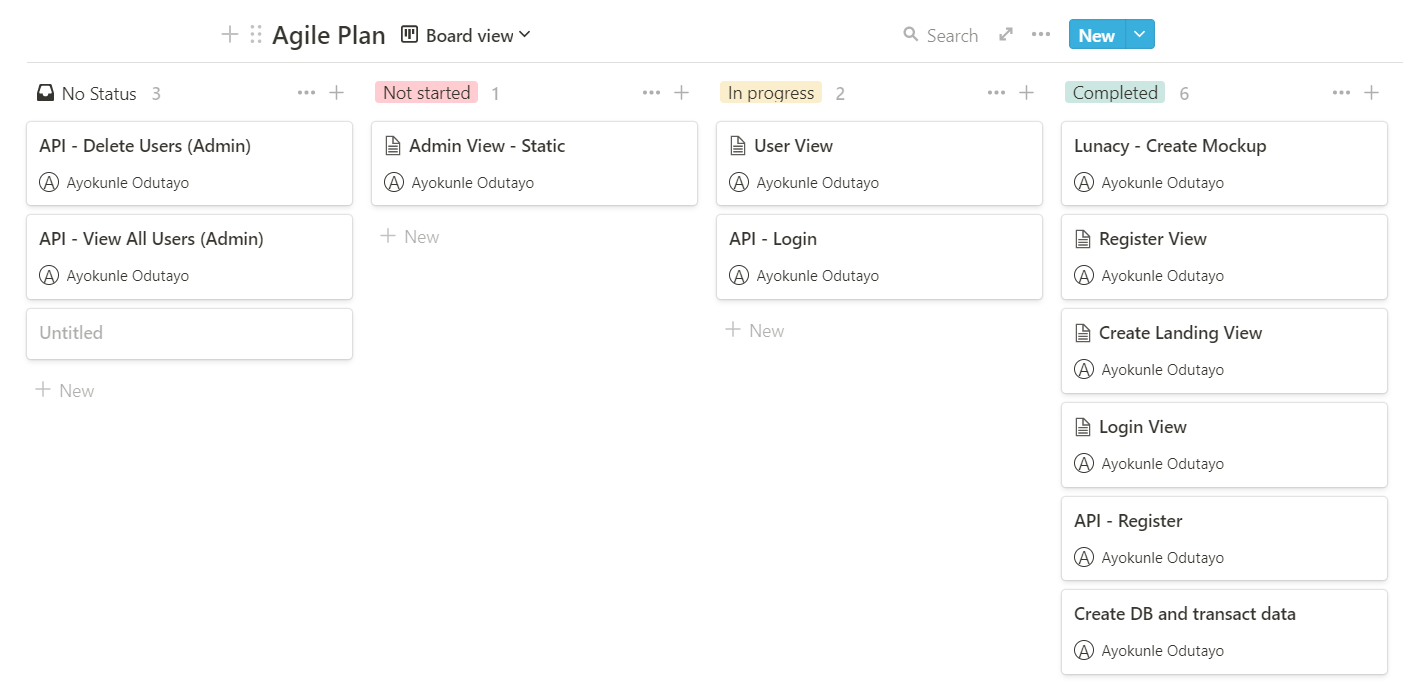 Agile Plan Board view Search New
No Status 3
API - Delete Users (Admin)
A Ayokunle Odutayo
API - View All Users (Admin)
A Ayokunle Odutayo
Untitled
New
Not started 1
Admin View - Static
A Ayokunle Odutayo
New
In progress 2
User View
A Ayokunle Odutayo
API - Login
A Ayokunle Odutayo
New
Completed 6
Lunacy - Create Mockup
A Ayokunle Odutayo
Register View
A Ayokunle Odutayo
Create Landing View
A Ayokunle Odutayo
Login View
A Ayokunle Odutayo
API - Register
A Ayokunle Odutayo
Create DB and transact data
A Ayokunle Odutayo